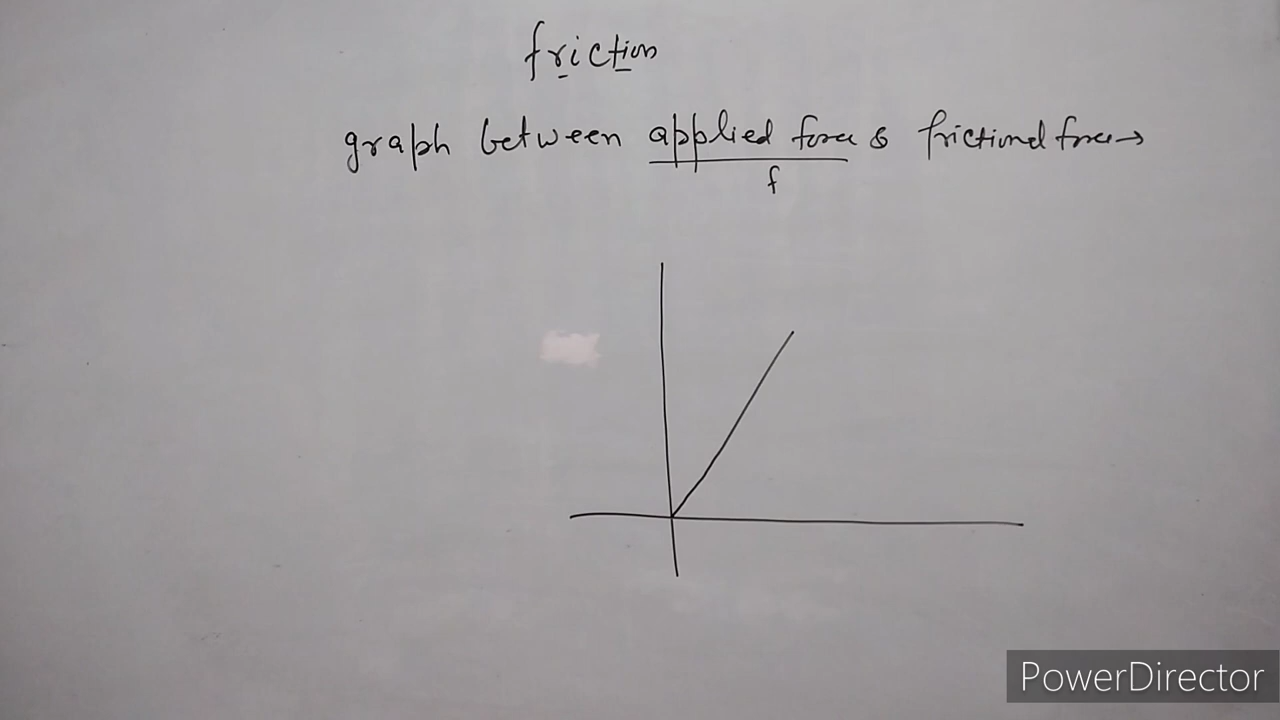 friction
graph between applied force & frictional force→
f
PowerDirector